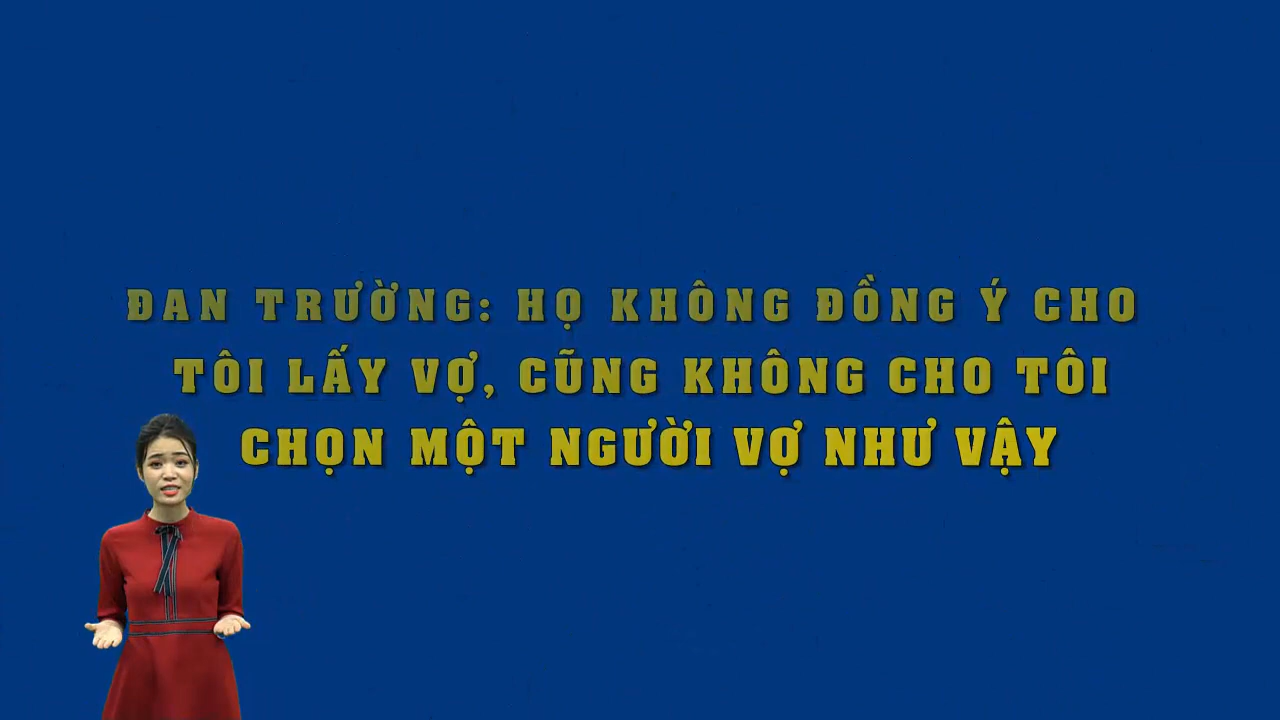 ĐAN TRƯỜNG: HỌ KHÔNG ĐỒNG Ý CHO
TÔI LẤY VỢ, CŨNG KHÔNG CHO TÔI
CHỌN MỘT NGƯỜI VỢ NHƯ VẬY